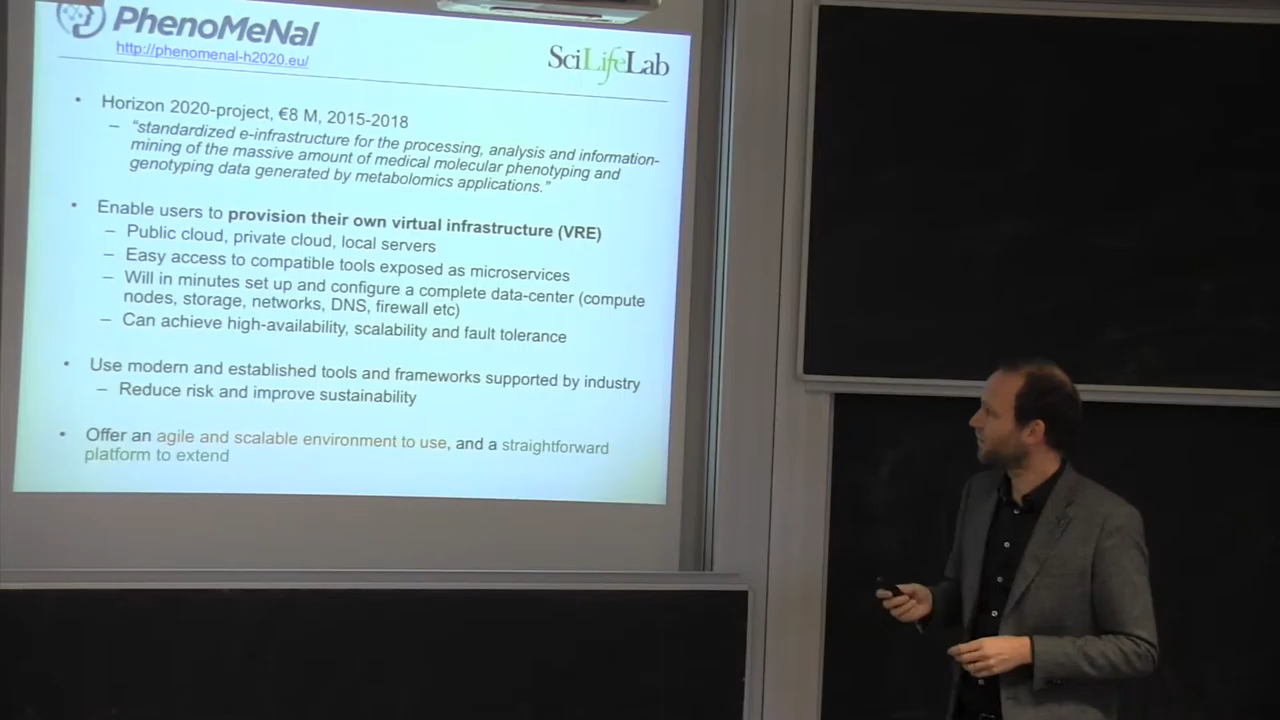 PhenoMeNal
http://phenomenal-h2020.eu/
SciLifeLab
• Horizon 2020-project, €8 M, 2015-2018
– "standardized e-infrastructure for the processing, analysis and information-
mining of the massive amount of medical molecular phenotyping and
genotyping data generated by metabolomics applications."
• Enable users to provision their own virtual infrastructure (VRE)
– Public cloud, private cloud, local servers
– Easy access to compatible tools exposed as microservices
– Will in minutes set up and configure a complete data-center (compute
nodes, storage, networks, DNS, firewall etc)
– Can achieve high-availability, scalability and fault tolerance
• Use modern and established tools and frameworks supported by industry
– Reduce risk and improve sustainability
• Offer an agile and scalable environment to use, and a straightforward
platform to extend